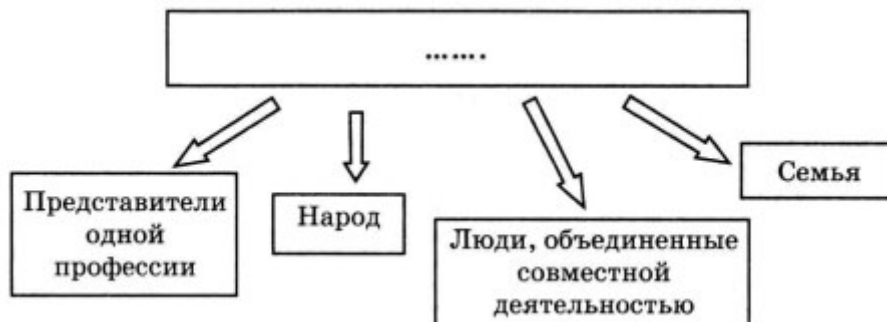 .......
Представители
одной
профессии
Народ
Люди, объединенные
совместной
деятельностью
Семья